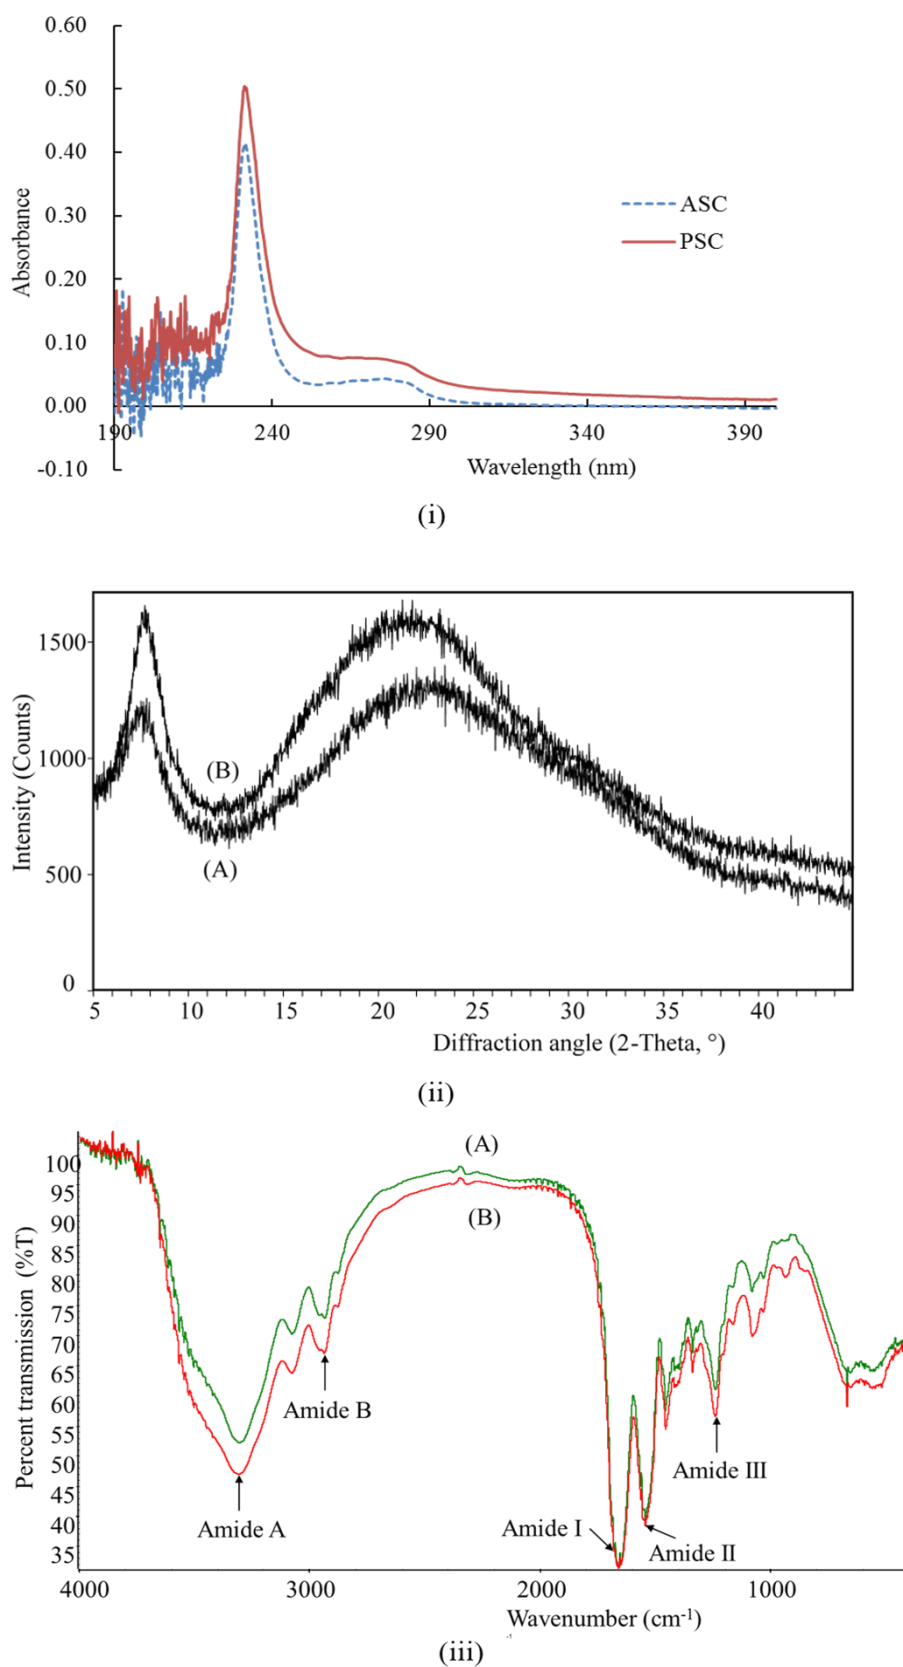 0.60
0.50
0.40
0.30
0.20
0.10
0.00
-0.10
Absorbance
ASC
PSC
190 240 290 340 390
Wavelength (nm)
(i)
1500
1000
500
0
Intensity (Counts)
(B)
(A)
5 10 15 20 25 30 35 40
Diffraction angle (2-Theta, °)
(ii)
100
95
90
85
80
75
70
65
60
55
50
45
40
35
Percent transmission (%T)
(A)
(B)
Amide B
Amide III
Amide A
Amide I
Amide II
4000 3000 2000 1000
Wavenumber (cm-1)
(iii)